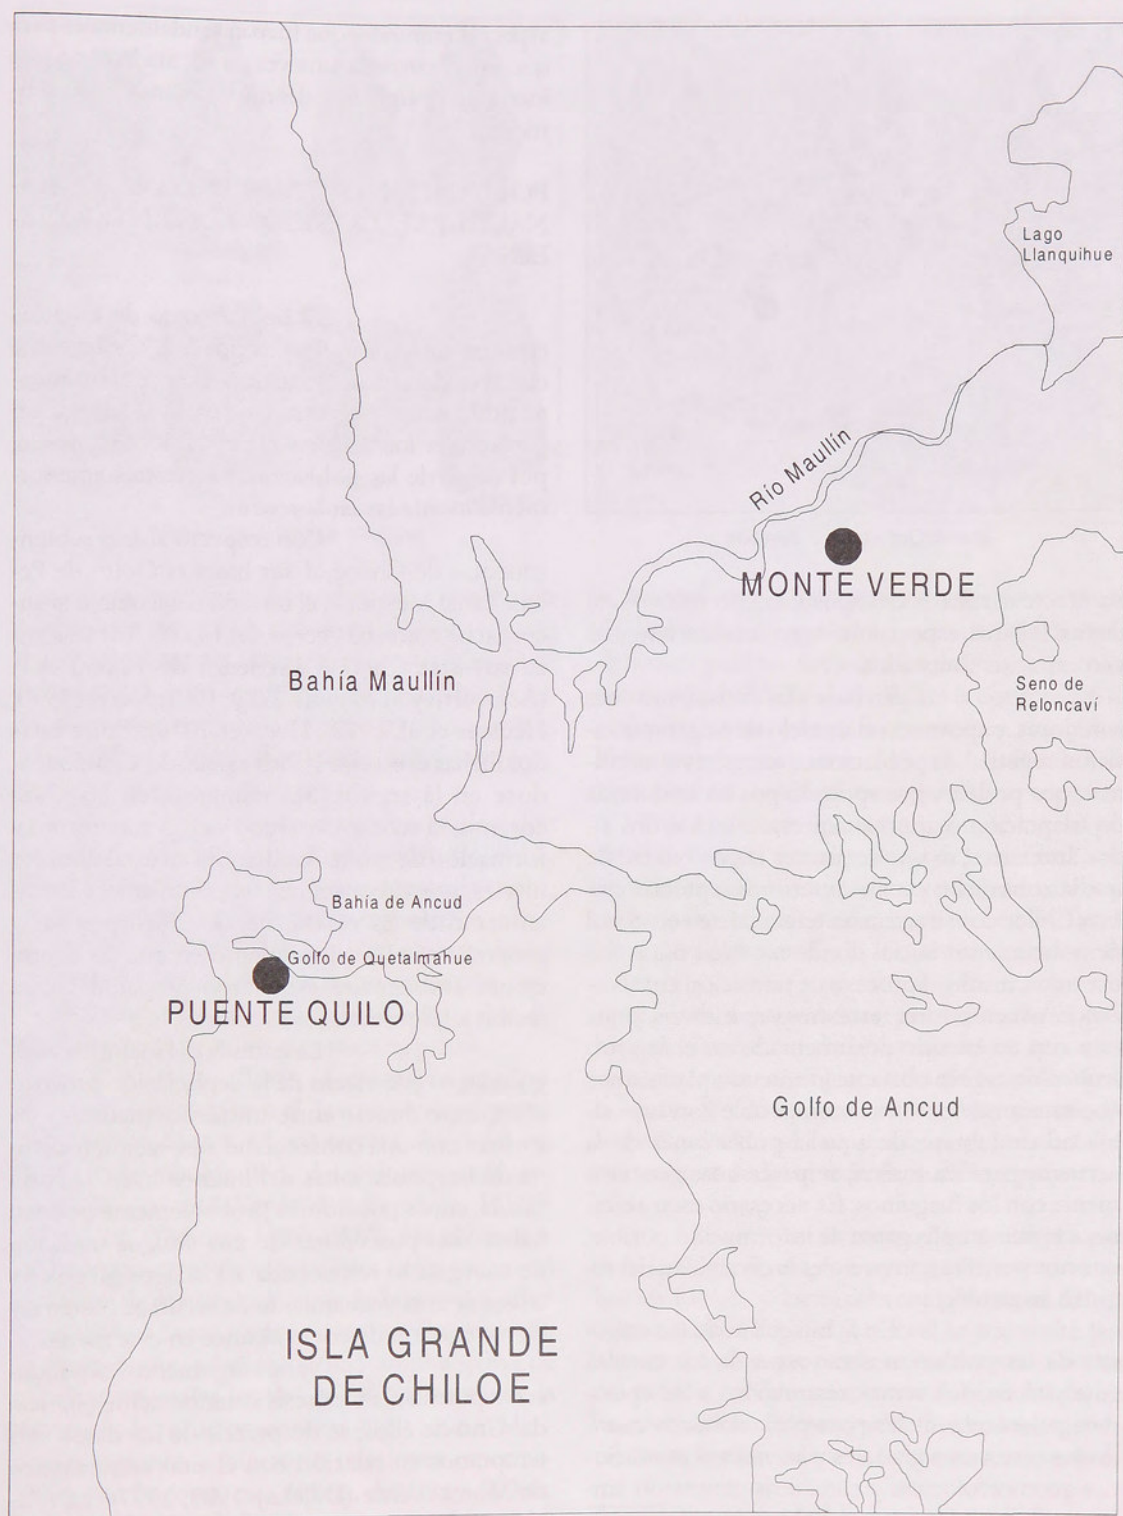 Lago
Llanquihue
Río Maullín
MONTE VERDE
Bahía Maullín
Seno de
Reloncaví
Bahía de Ancud
Golfo de Quetalmahue
PUENTE QUILO
Golfo de Ancud
ISLA GRANDE
DE CHILOE